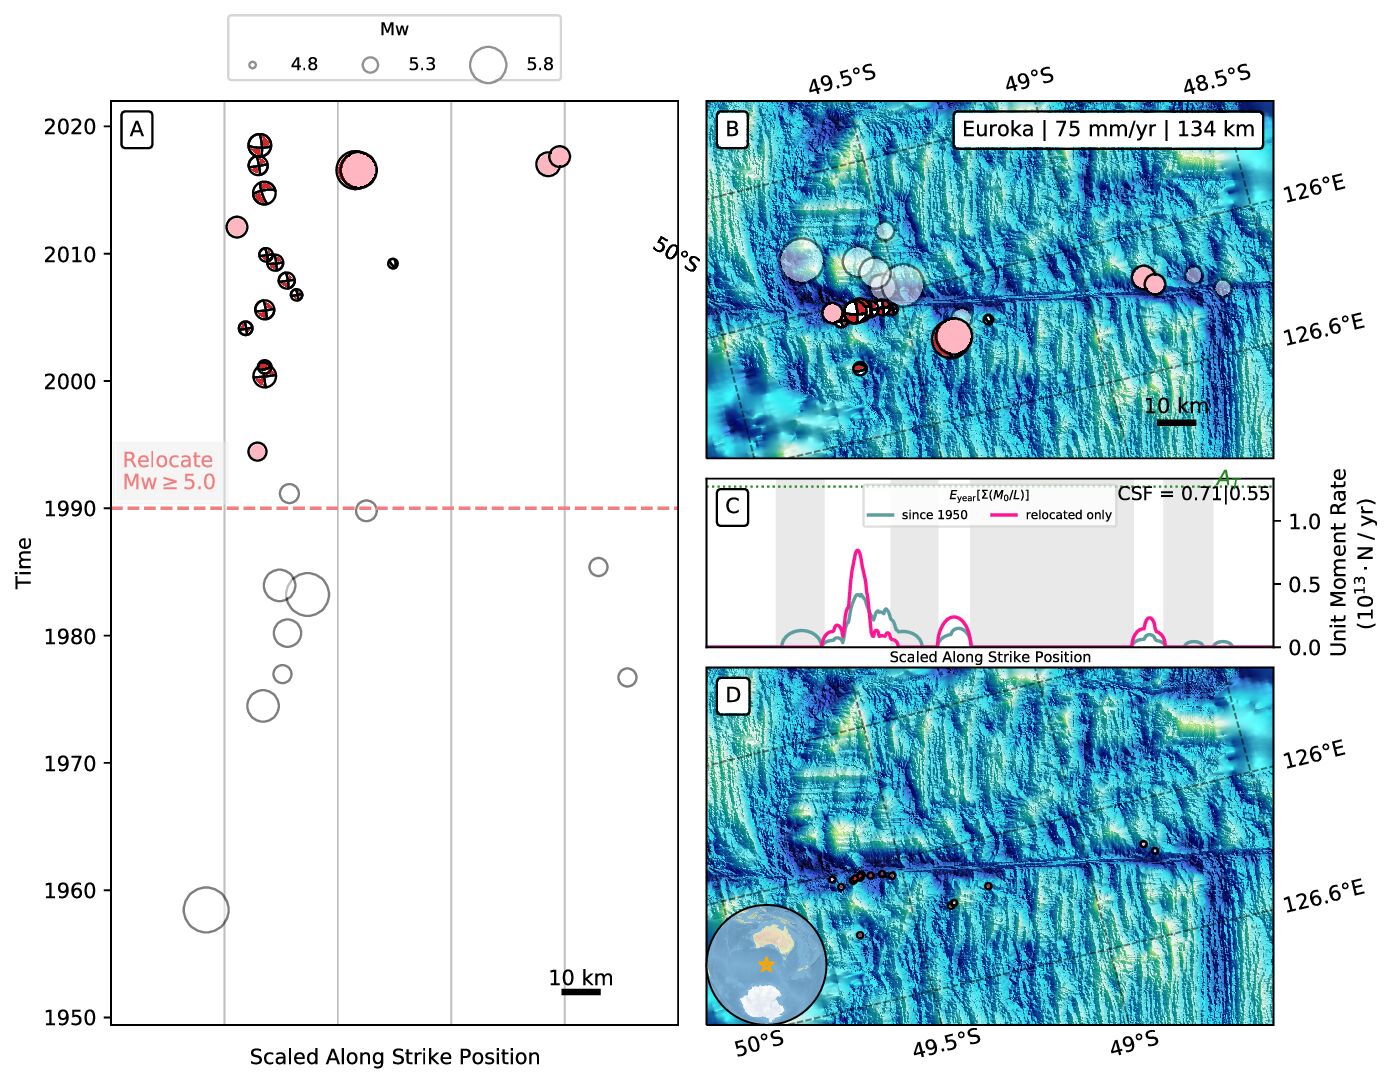 Mw
4.8 5.3 5.8
A
2020
2010
2000
1990
1980
1970
1960
1950
Time
Relocate
Mw ≥ 5.0
10 km
Scaled Along Strike Position
49.5°S 49°S 48.5°S
B
Euroka | 75 mm/yr | 134 km
126°E
50°S
126.6°E
10 km
C
E_year[Σ(M_0/L)]
since 1950 relocated only
CSF = 0.71|0.55
1.0
0.5
0.0
Unit Moment Rate
(10^13 · N / yr)
Scaled Along Strike Position
D
126°E
126.6°E
50°S 49.5°S 49°S